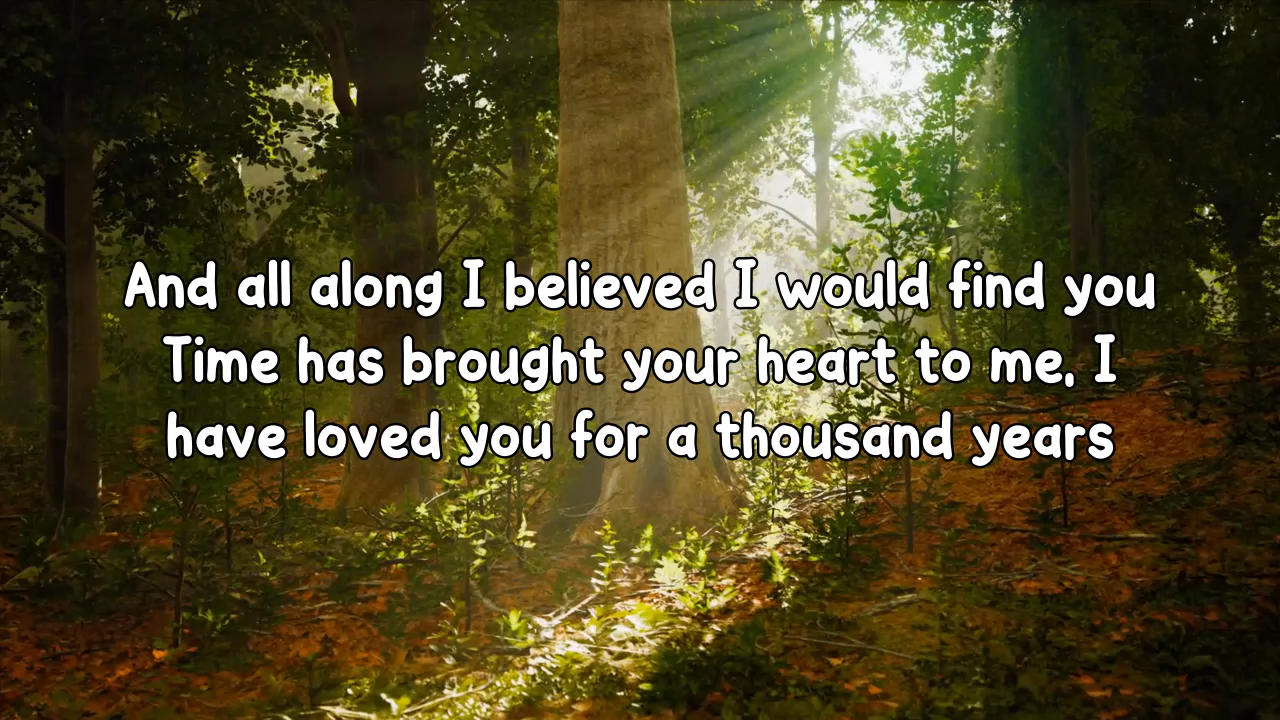 And all along I believed I would find you
Time has brought your heart to me, I
have loved you for a thousand years